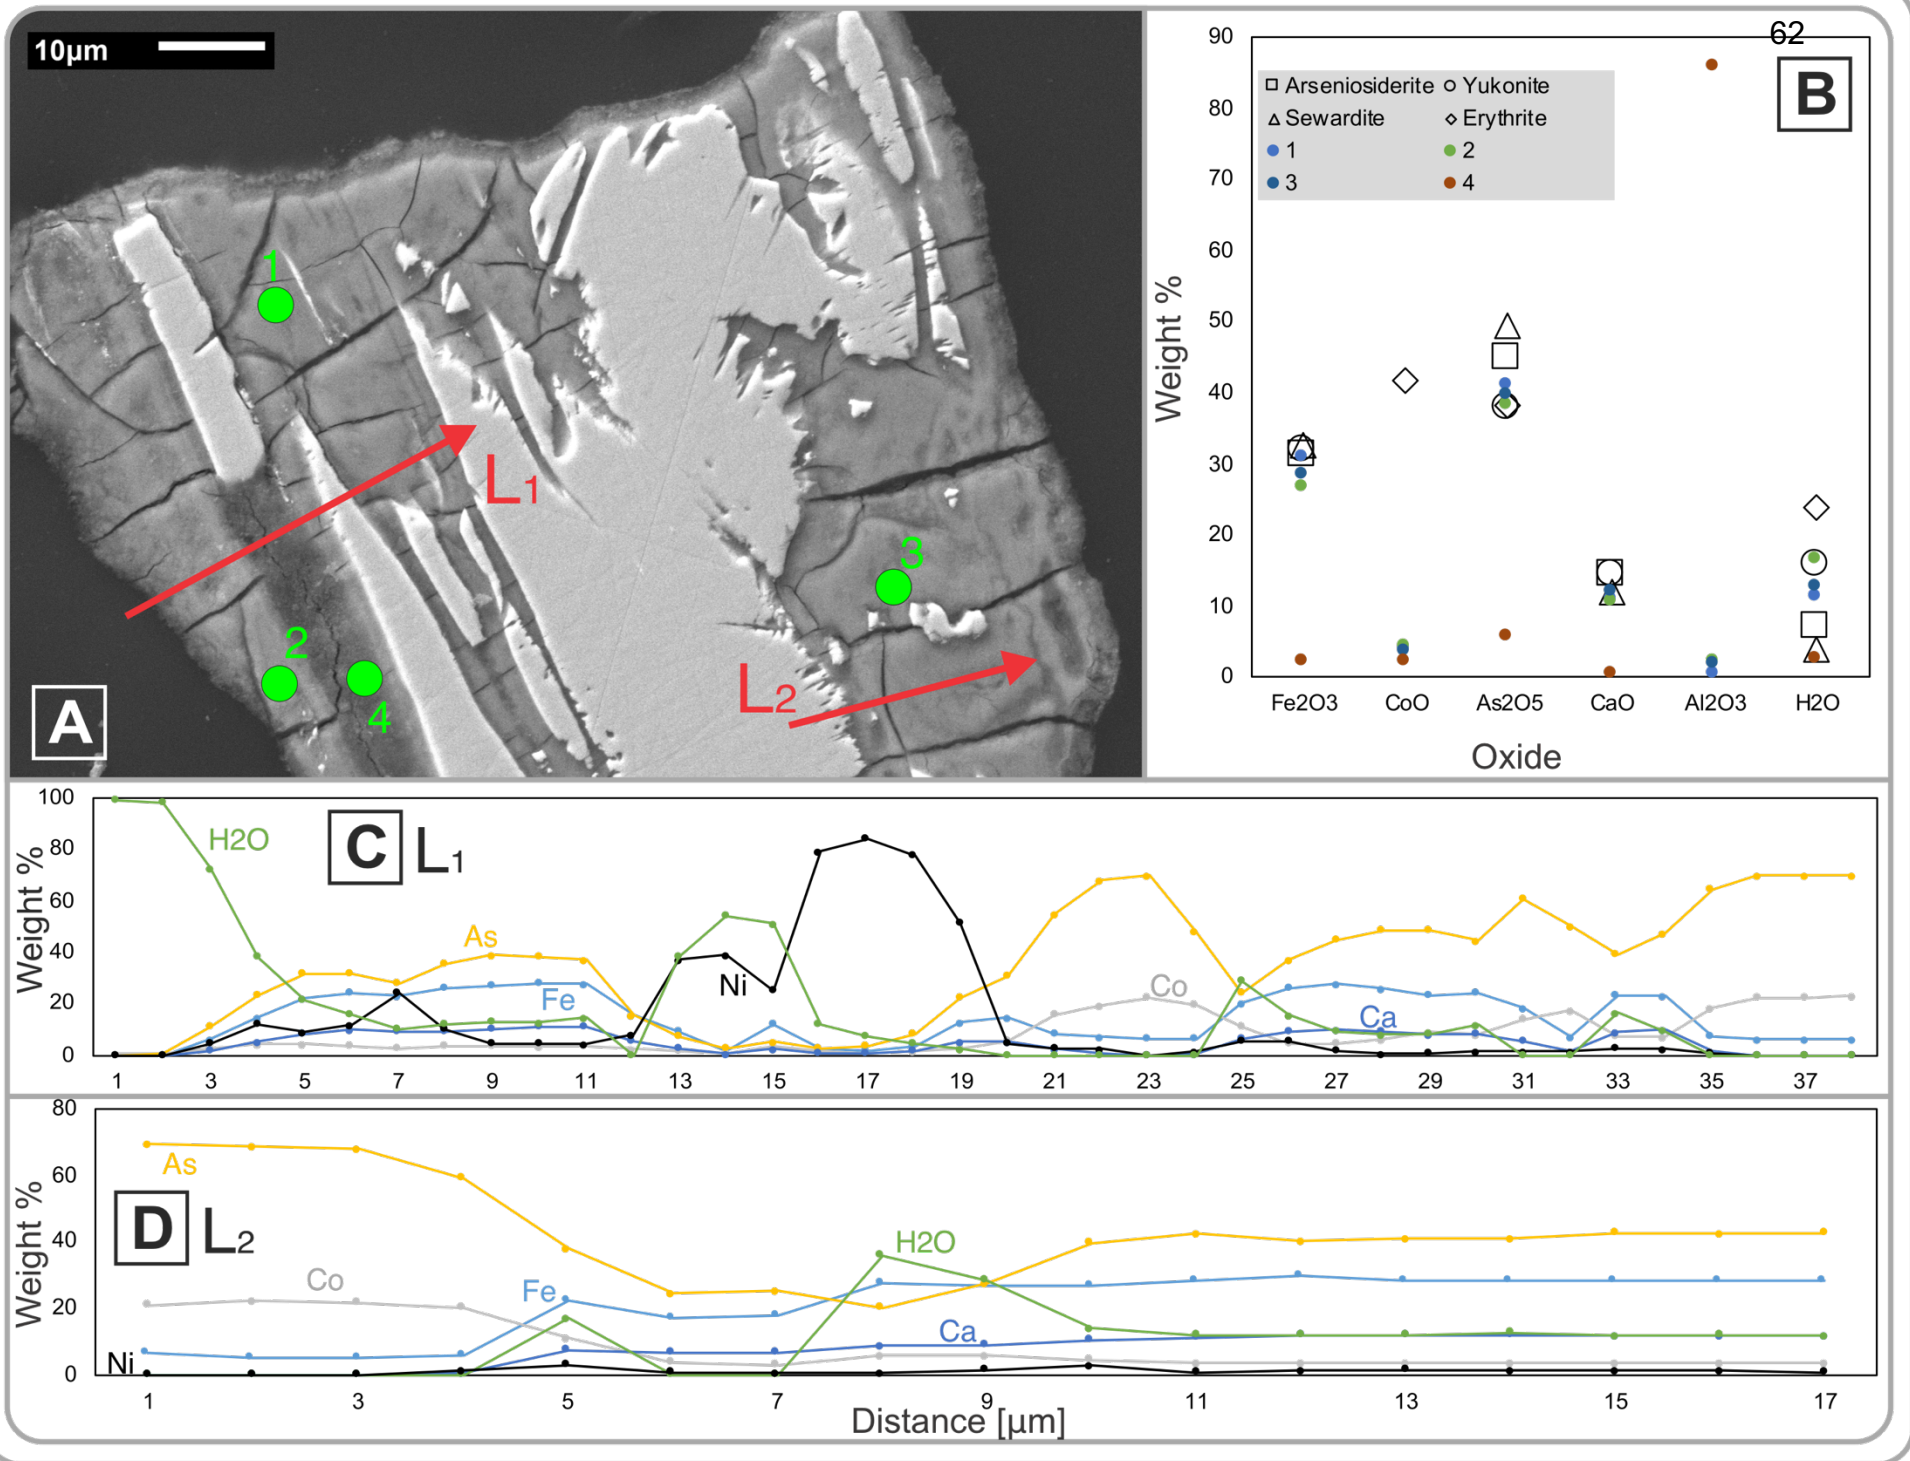 10µm
1
2
3
4
L1
L2
A
62
B
90
80
70
60
50
40
30
20
10
0
Weight %
Arseniosiderite Yukonite
Sewardite Erythrite
1 2
3 4
Fe2O3 CoO As2O5 CaO Al2O3 H2O
Oxide
C L1
100
80
60
40
20
0
Weight %
H2O
As
Fe
Ni
Co
Ca
1 3 5 7 9 11 13 15 17 19 21 23 25 27 29 31 33 35 37
D L2
80
60
40
20
0
Weight %
As
Co
Fe
H2O
Ca
Ni
1 3 5 7 9 11 13 15 17
Distance [µm]